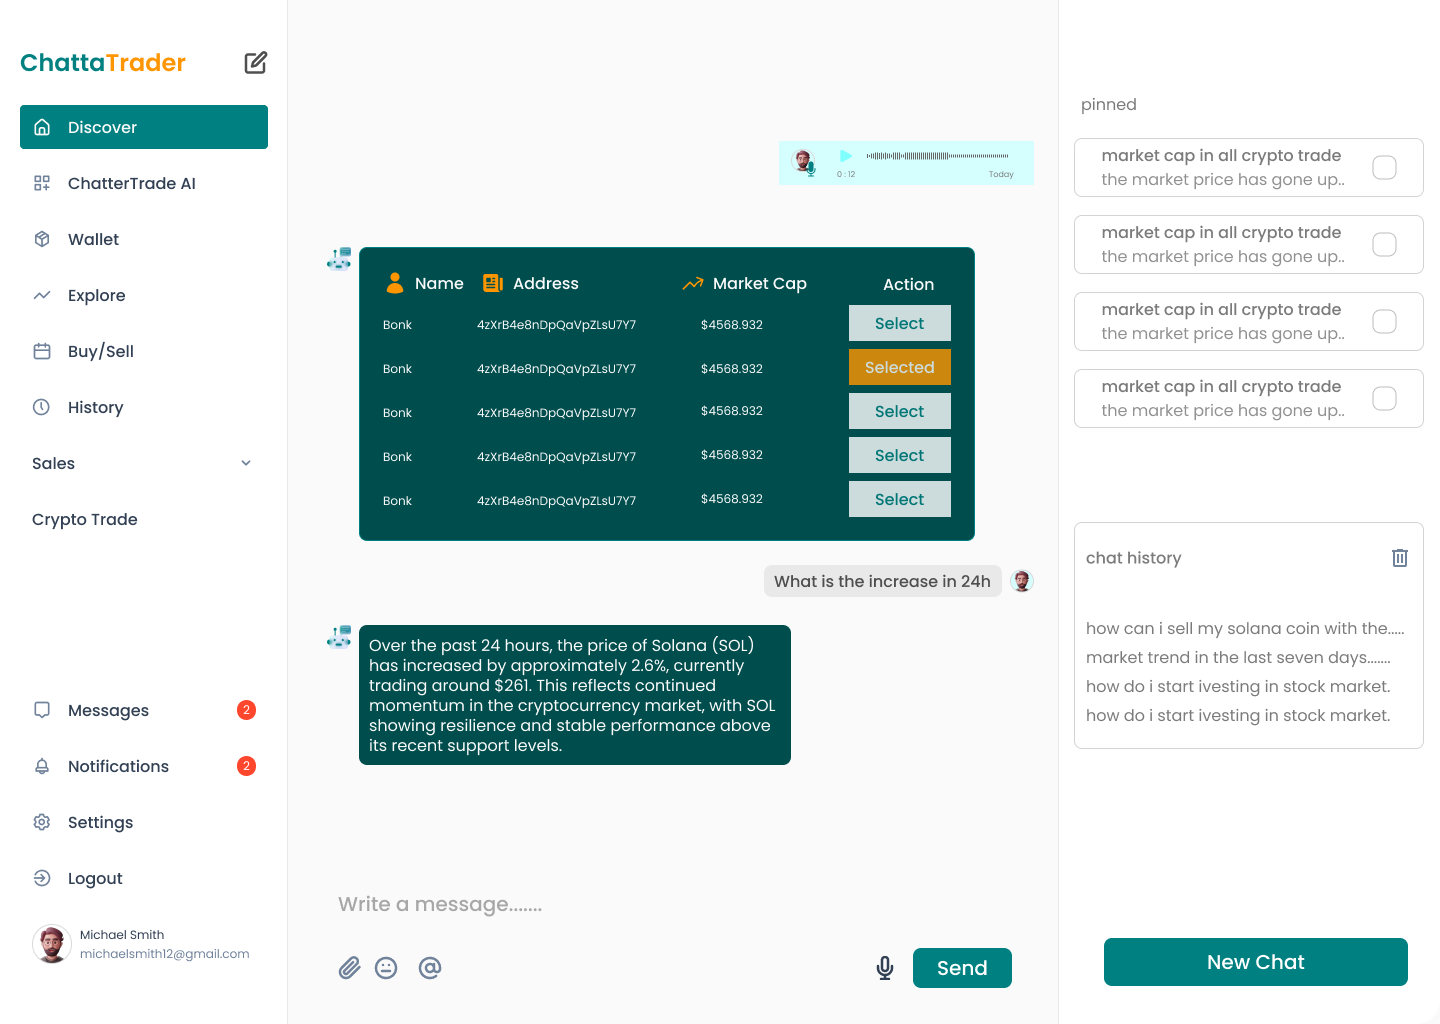 ChattaTrader
Discover
ChatterTrade AI
Wallet
Explore
Buy/Sell
History
Sales
Crypto Trade
Messages 2
Notifications 2
Settings
Logout
Michael Smith
michaelsmith12@gmail.com
0 : 12 Today
Name Address Market Cap Action
Bonk 4zXrB4e8nDpQaVpZLsU7Y7 $4568.932 Select
Bonk 4zXrB4e8nDpQaVpZLsU7Y7 $4568.932 Selected
Bonk 4zXrB4e8nDpQaVpZLsU7Y7 $4568.932 Select
Bonk 4zXrB4e8nDpQaVpZLsU7Y7 $4568.932 Select
Bonk 4zXrB4e8nDpQaVpZLsU7Y7 $4568.932 Select
What is the increase in 24h
Over the past 24 hours, the price of Solana (SOL)
has increased by approximately 2.6%, currently
trading around $261. This reflects continued
momentum in the cryptocurrency market, with SOL
showing resilience and stable performance above
its recent support levels.
Write a message.......
Send
pinned
market cap in all crypto trade
the market price has gone up..
market cap in all crypto trade
the market price has gone up..
market cap in all crypto trade
the market price has gone up..
market cap in all crypto trade
the market price has gone up..
chat history
how can i sell my solana coin with the.....
market trend in the last seven days.......
how do i start ivesting in stock market.
how do i start ivesting in stock market.
New Chat